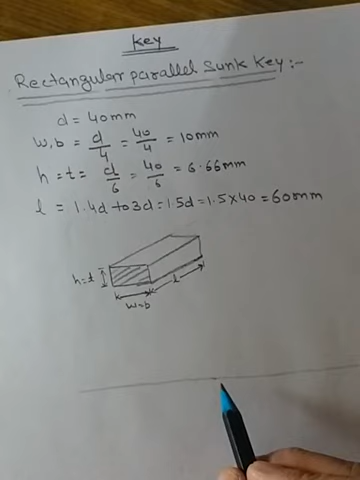 Key
Rectangular parallel Sunk Key:-
d = 40mm
w,b = d/4 = 40/4 = 10mm
h = t = d/6 = 40/6 = 6.66mm
l = 1.4d to 3d = 1.5d = 1.5×40 = 60mm
h=t
l
w=b